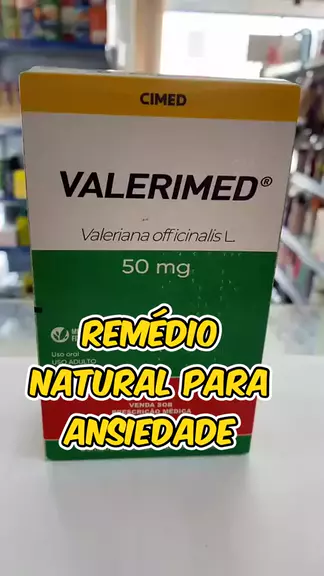 CIMED
VALERIMED®
Valeriana officinalis L.
50 mg
Uso oral
USO ADULTO
REMÉDIO
NATURAL PARA
ANSIEDADE
VENDA SOB
PRESCRIÇÃO MÉDICA